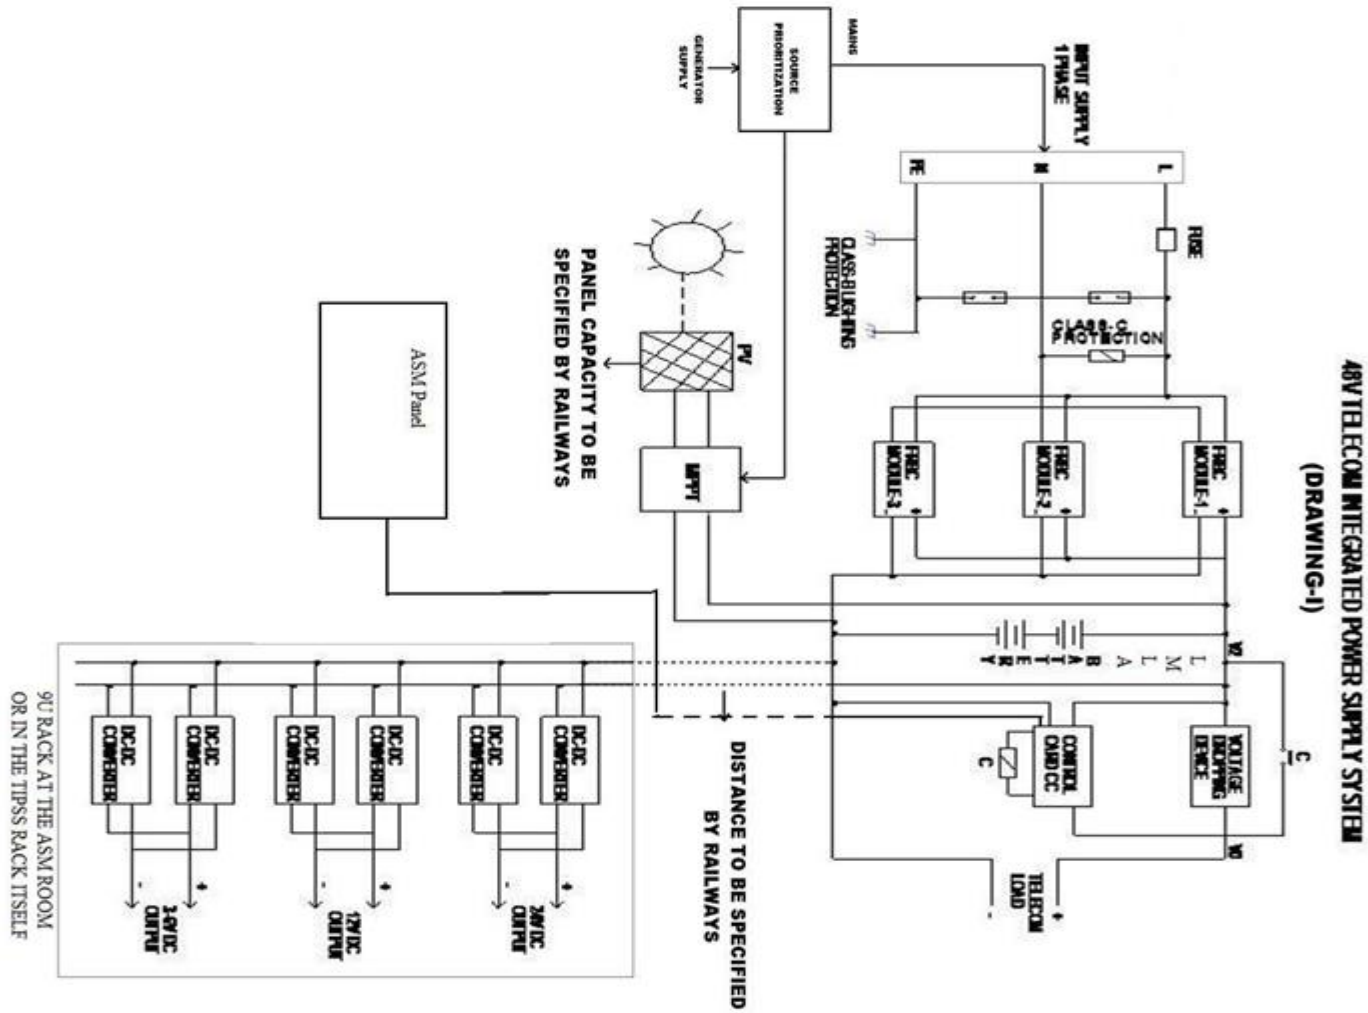 48V TELECOM INTEGRATED POWER SUPPLY SYSTEM
(DRAWING-I)
INPUT SUPPLY
1 PHASE
MAINS
SOURCE
PRIORITIZATION
GENERATOR
SUPPLY
L
N
PE
FUSE
CLASS-C
PROTECTION
CLASS-B LIGHTING
PROTECTION
FRBC
MODULE-1
+
-
FRBC
MODULE-2
+
-
FRBC
MODULE-3
+
-
PV
PANEL CAPACITY TO BE
SPECIFIED BY RAILWAYS
MPPT
ASM Panel
LMLA
BATTERY
C
VOLTAGE
DROPPING
DEVICE
CONTROL
CARD CC
C
TELECOM
LOAD
+
-
DISTANCE TO BE SPECIFIED
BY RAILWAYS
DC-DC
CONVERTER
DC-DC
CONVERTER
DC-DC
CONVERTER
DC-DC
CONVERTER
DC-DC
CONVERTER
DC-DC
CONVERTER
+
-
24V DC
OUTPUT
+
-
12V DC
OUTPUT
+
-
3-6V DC
OUTPUT
9U RACK AT THE ASM ROOM
OR IN THE TIPSS RACK ITSELF